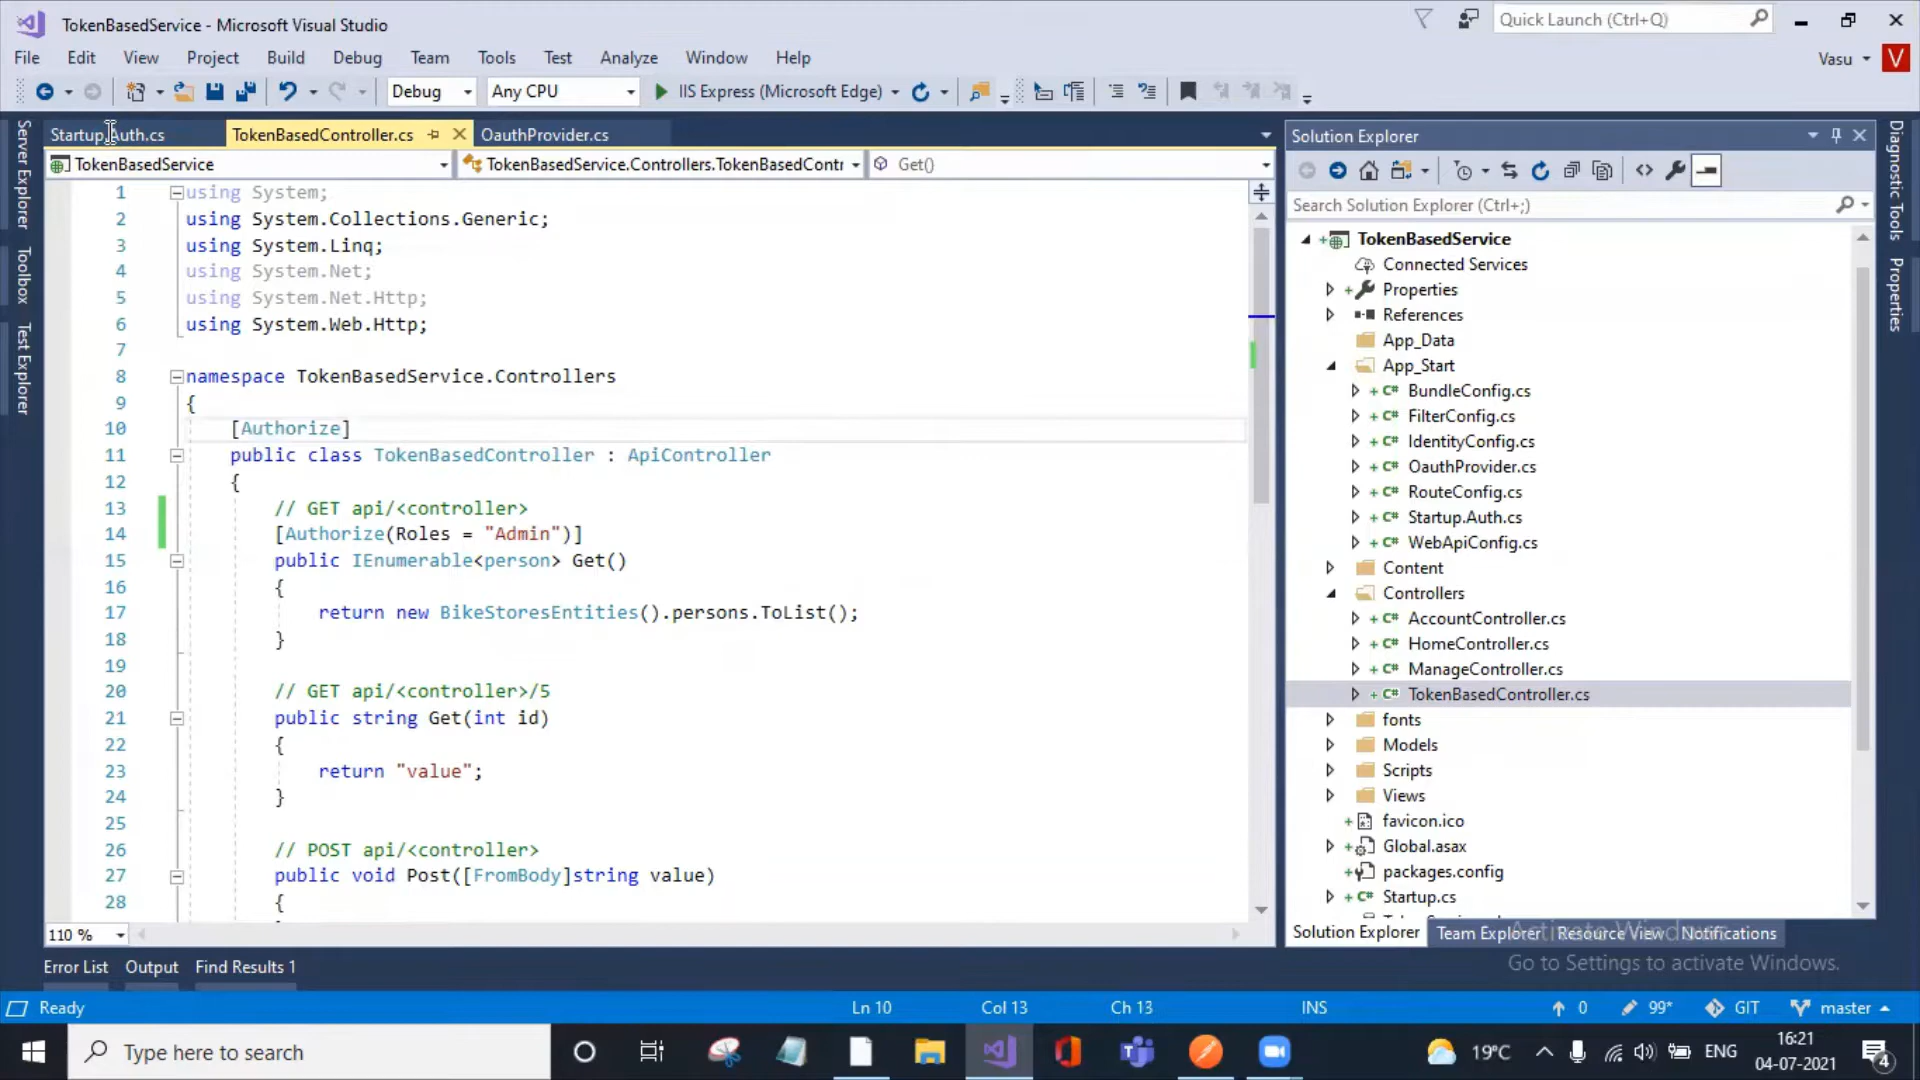 TokenBasedService - Microsoft Visual Studio
Quick Launch (Ctrl+Q)
File Edit View Project Build Debug Team Tools Test Analyze Window Help
Vasu V
Debug Any CPU IIS Express (Microsoft Edge)
Startup.Auth.cs TokenBasedController.cs OauthProvider.cs
TokenBasedService TokenBasedService.Controllers.TokenBasedContr Get()
Server Explorer
Toolbox
Test Explorer
1 using System;
2 using System.Collections.Generic;
3 using System.Linq;
4 using System.Net;
5 using System.Net.Http;
6 using System.Web.Http;
7
8 namespace TokenBasedService.Controllers
9 {
10 [Authorize]
11 public class TokenBasedController : ApiController
12 {
13 // GET api/<controller>
14 [Authorize(Roles = "Admin")]
15 public IEnumerable<person> Get()
16 {
17 return new BikeStoresEntities().persons.ToList();
18 }
19
20 // GET api/<controller>/5
21 public string Get(int id)
22 {
23 return "value";
24 }
25
26 // POST api/<controller>
27 public void Post([FromBody]string value)
28 {
110 %
Solution Explorer
Search Solution Explorer (Ctrl+;)
TokenBasedService
Connected Services
Properties
References
App_Data
App_Start
C# BundleConfig.cs
C# FilterConfig.cs
C# IdentityConfig.cs
C# OauthProvider.cs
C# RouteConfig.cs
C# Startup.Auth.cs
C# WebApiConfig.cs
Content
Controllers
C# AccountController.cs
C# HomeController.cs
C# ManageController.cs
C# TokenBasedController.cs
fonts
Models
Scripts
Views
favicon.ico
Global.asax
packages.config
C# Startup.cs
Solution Explorer Team Explorer Resource View Notifications
Diagnostic Tools
Properties
Activate Windows
Go to Settings to activate Windows.
Error List Output Find Results 1
Ready Ln 10 Col 13 Ch 13 INS 0 99* GIT master
Type here to search
19°C ENG 16:21
04-07-2021
4